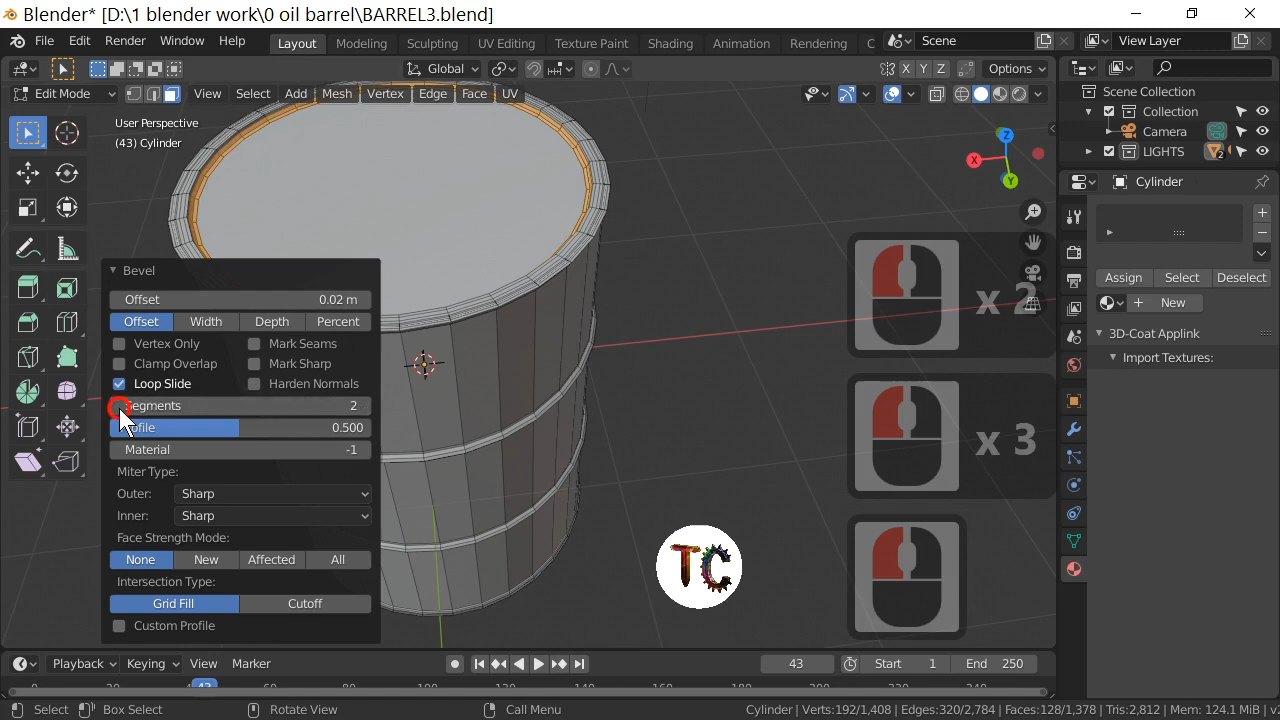 Blender* [D:\1 blender work\0 oil barrel\BARREL3.blend]
File Edit Render Window Help Layout Modeling Sculpting UV Editing Texture Paint Shading Animation Rendering C Scene View Layer
Global X Y Z Options
Edit Mode View Select Add Mesh Vertex Edge Face UV
Scene Collection
Collection
Camera
LIGHTS 2
User Perspective
(43) Cylinder
Z
X
Y
Cylinder
Assign Select Deselect
New
3D-Coat Applink
Import Textures:
Bevel
Offset 0.02 m
Offset Width Depth Percent
Vertex Only Mark Seams
Clamp Overlap Mark Sharp
Loop Slide Harden Normals
Segments 2
Profile 0.500
Material -1
Miter Type:
Outer: Sharp
Inner: Sharp
Face Strength Mode:
None New Affected All
Intersection Type:
Grid Fill Cutoff
Custom Profile
x 2
x 3
TC
Playback Keying View Marker 43 Start 1 End 250
Select Box Select Rotate View Call Menu Cylinder | Verts:192/1,408 | Edges:320/2,784 | Faces:128/1,378 | Tris:2,812 | Mem: 124.1 MiB | v